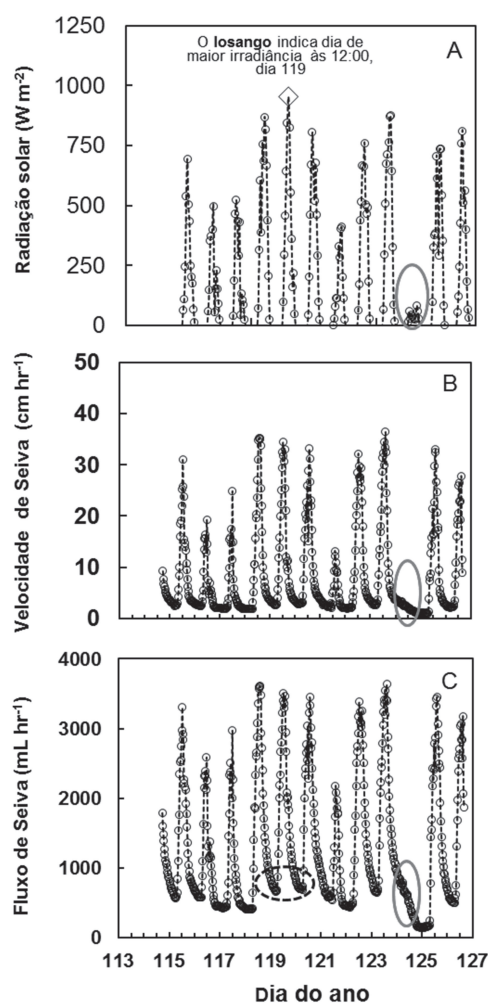 1250
A
O losango indica dia de
maior irradiância às 12:00,
dia 119
1000
750
500
250
0
Radiação solar (W m-2)
50
B
40
30
20
10
0
Velocidade de Seiva (cm hr-1)
4000
C
3000
2000
1000
0
Fluxo de Seiva (mL hr-1)
113 115 117 119 121 123 125 127
Dia do ano